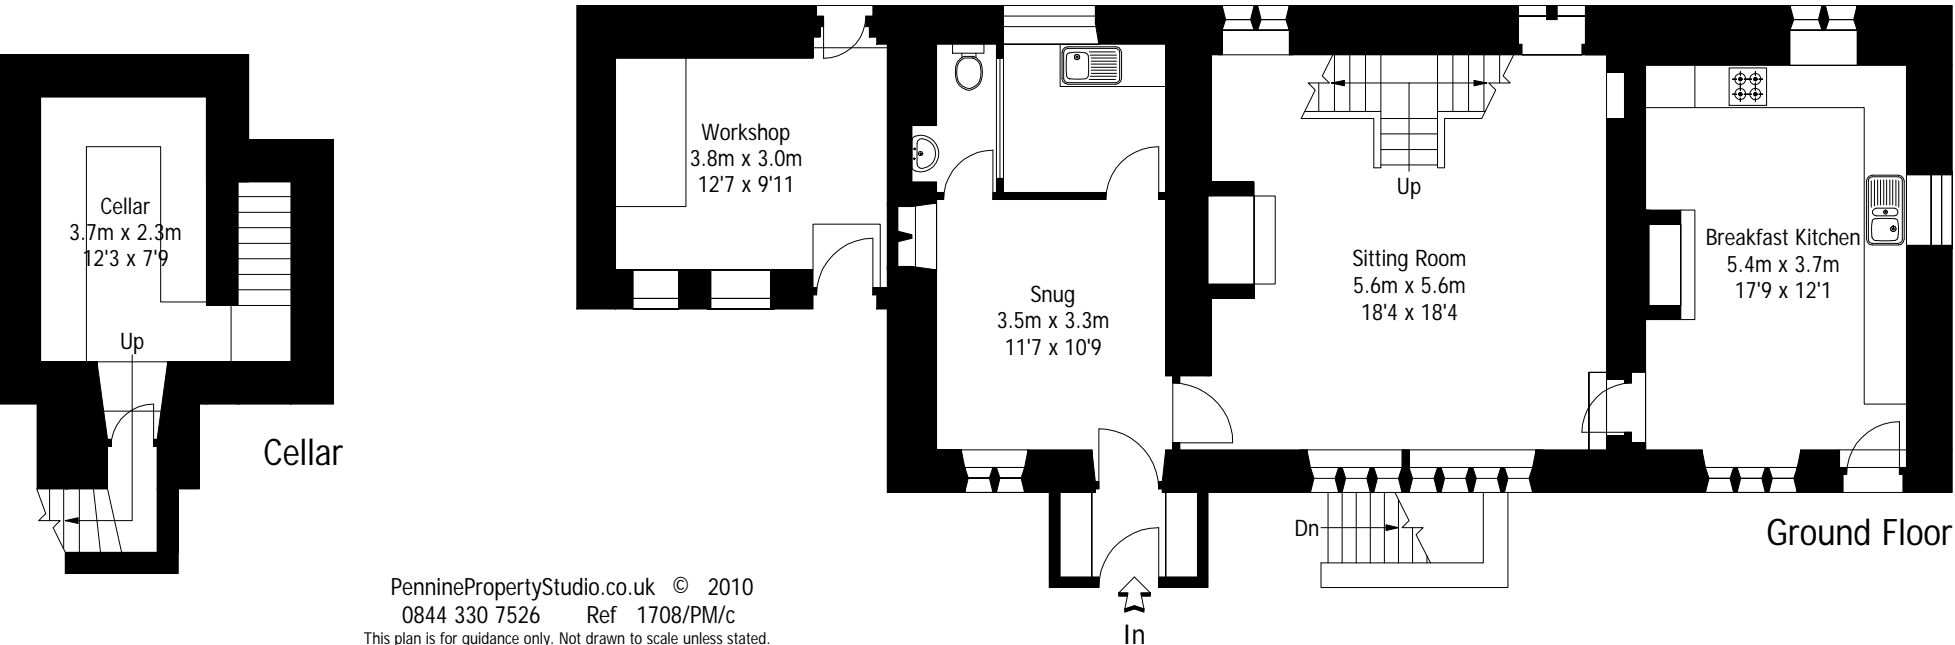 Cellar
3.7m x 2.3m
12'3 x 7'9
Up
Cellar
Workshop
3.8m x 3.0m
12'7 x 9'11
Snug
3.5m x 3.3m
11'7 x 10'9
Up
Sitting Room
5.6m x 5.6m
18'4 x 18'4
Breakfast Kitchen
5.4m x 3.7m
17'9 x 12'1
Dn
Ground Floor
In
PenninePropertyStudio.co.uk © 2010
0844 330 7526 Ref 1708/PM/c
This plan is for guidance only. Not drawn to scale unless stated.